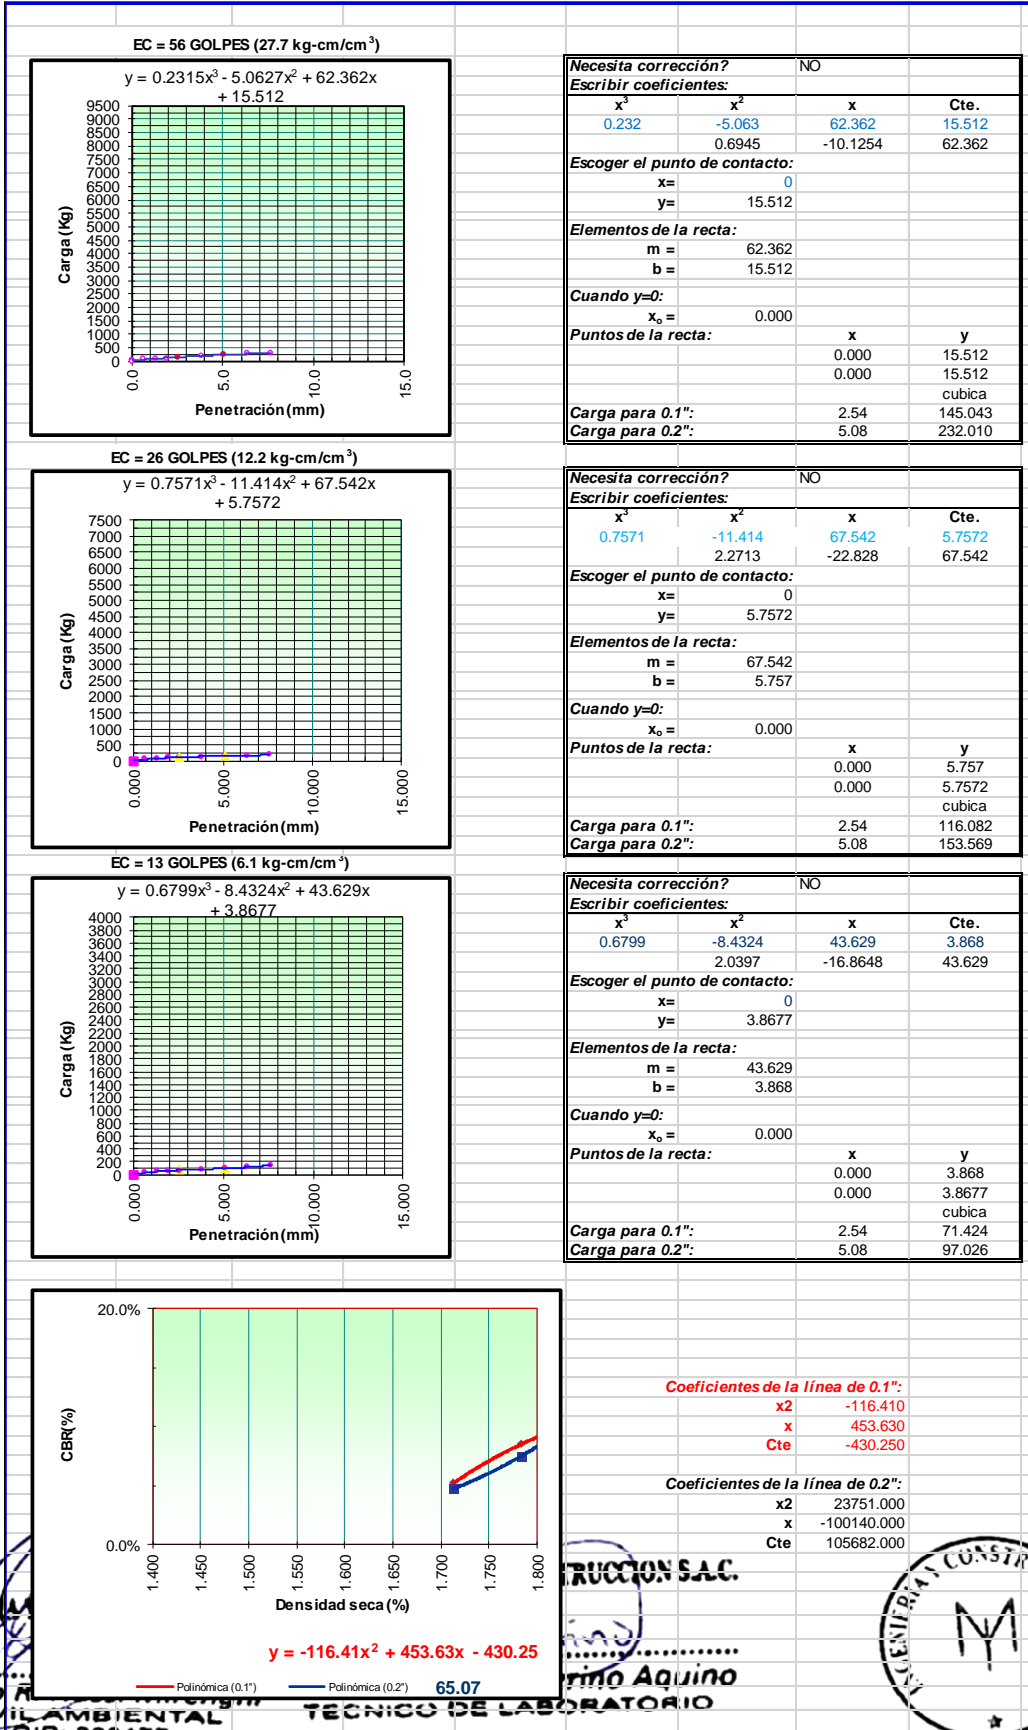 EC = 56 GOLPES (27.7 kg-cm/cm³)
y = 0.2315x³ - 5.0627x² + 62.362x
+ 15.512
9500
9000
8500
8000
7500
7000
6500
6000
5500
5000
4500
4000
3500
3000
2500
2000
1500
1000
500
0
Carga (Kg)
0.0 5.0 10.0 15.0
Penetración (mm)
Necesita corrección? NO
Escribir coeficientes:
x³ x² x Cte.
0.232 -5.063 62.362 15.512
0.6945 -10.1254 62.362
Escoger el punto de contacto:
x= 0
y= 15.512
Elementos de la recta:
m = 62.362
b = 15.512
Cuando y=0:
xₒ = 0.000
Puntos de la recta: x y
0.000 15.512
0.000 15.512
cubica
Carga para 0.1": 2.54 145.043
Carga para 0.2": 5.08 232.010
EC = 26 GOLPES (12.2 kg-cm/cm³)
y = 0.7571x³ - 11.414x² + 67.542x
+ 5.7572
7500
7000
6500
6000
5500
5000
4500
4000
3500
3000
2500
2000
1500
1000
500
0
Carga (Kg)
0.000 5.000 10.000 15.000
Penetración (mm)
Necesita corrección? NO
Escribir coeficientes:
x³ x² x Cte.
0.7571 -11.414 67.542 5.7572
2.2713 -22.828 67.542
Escoger el punto de contacto:
x= 0
y= 5.7572
Elementos de la recta:
m = 67.542
b = 5.757
Cuando y=0:
xₒ = 0.000
Puntos de la recta: x y
0.000 5.757
0.000 5.7572
cubica
Carga para 0.1": 2.54 116.082
Carga para 0.2": 5.08 153.569
EC = 13 GOLPES (6.1 kg-cm/cm³)
y = 0.6799x³ - 8.4324x² + 43.629x
+ 3.8677
4000
3800
3600
3400
3200
3000
2800
2600
2400
2200
2000
1800
1600
1400
1200
1000
800
600
400
200
0
Carga (Kg)
0.000 5.000 10.000 15.000
Penetración (mm)
Necesita corrección? NO
Escribir coeficientes:
x³ x² x Cte.
0.6799 -8.4324 43.629 3.868
2.0397 -16.8648 43.629
Escoger el punto de contacto:
x= 0
y= 3.8677
Elementos de la recta:
m = 43.629
b = 3.868
Cuando y=0:
xₒ = 0.000
Puntos de la recta: x y
0.000 3.868
0.000 3.8677
cubica
Carga para 0.1": 2.54 71.424
Carga para 0.2": 5.08 97.026
20.0%
0.0%
CBR(%)
1.400 1.450 1.500 1.550 1.600 1.650 1.700 1.750 1.800
Densidad seca (%)
y = -116.41x² + 453.63x - 430.25
Polinómica (0.1") Polinómica (0.2") 65.07
Coeficientes de la línea de 0.1":
x2 -116.410
x 453.630
Cte -430.250
Coeficientes de la línea de 0.2":
x2 23751.000
x -100140.000
Cte 105682.000
RUCCION S.A.C.
Aquino
IL AMBIENTAL
TECNICO DE LABORATORIO